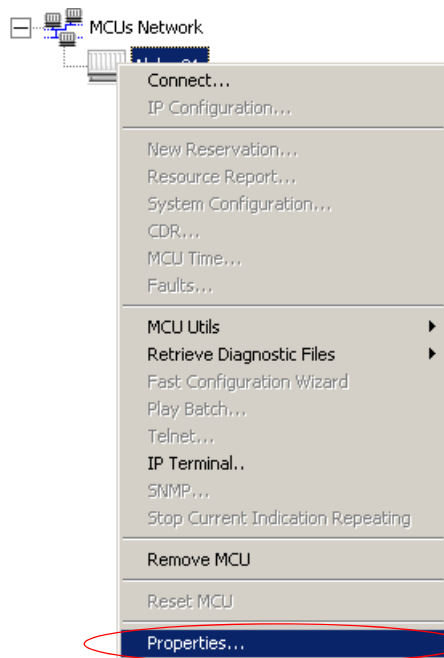 MCUs Network
Connect...
IP Configuration...
New Reservation...
Resource Report...
System Configuration...
CDR...
MCU Time...
Faults...
MCU Utils
Retrieve Diagnostic Files
Fast Configuration Wizard
Play Batch...
Telnet...
IP Terminal..
SNMP...
Stop Current Indication Repeating
Remove MCU
Reset MCU
Properties...